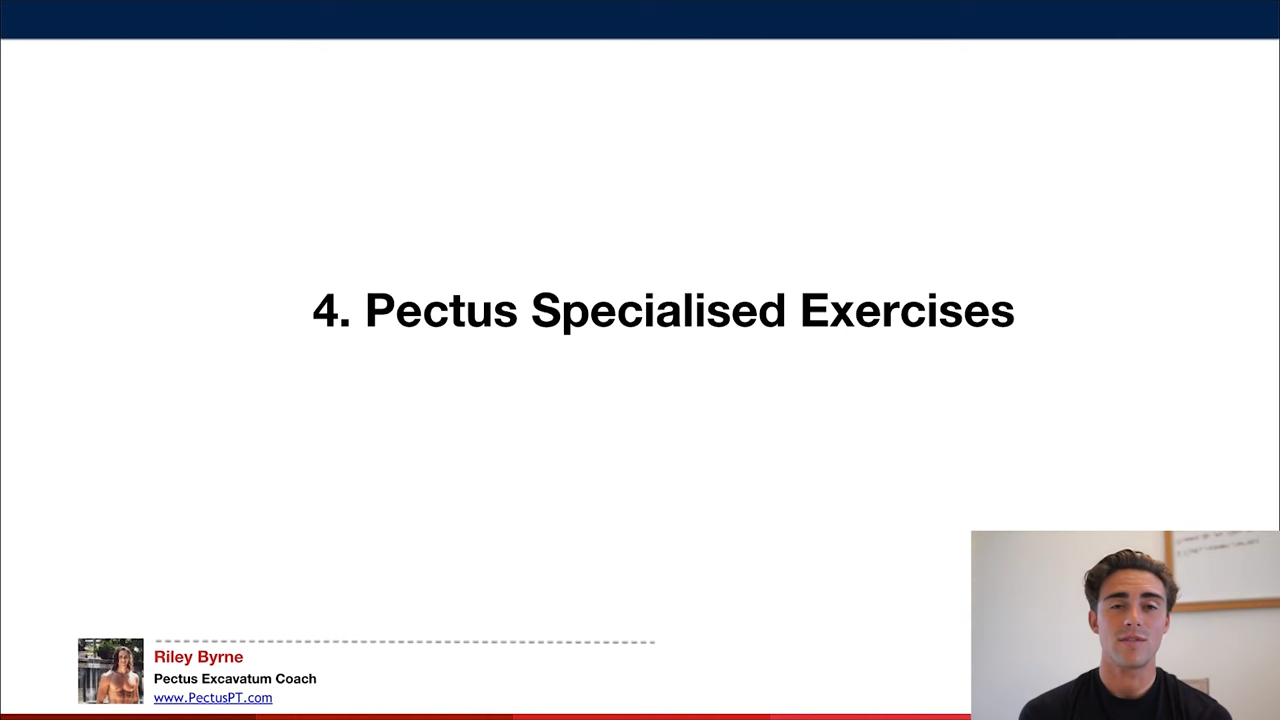 4. Pectus Specialised Exercises
Riley Byrne
Pectus Excavatum Coach
www.PectusPT.com